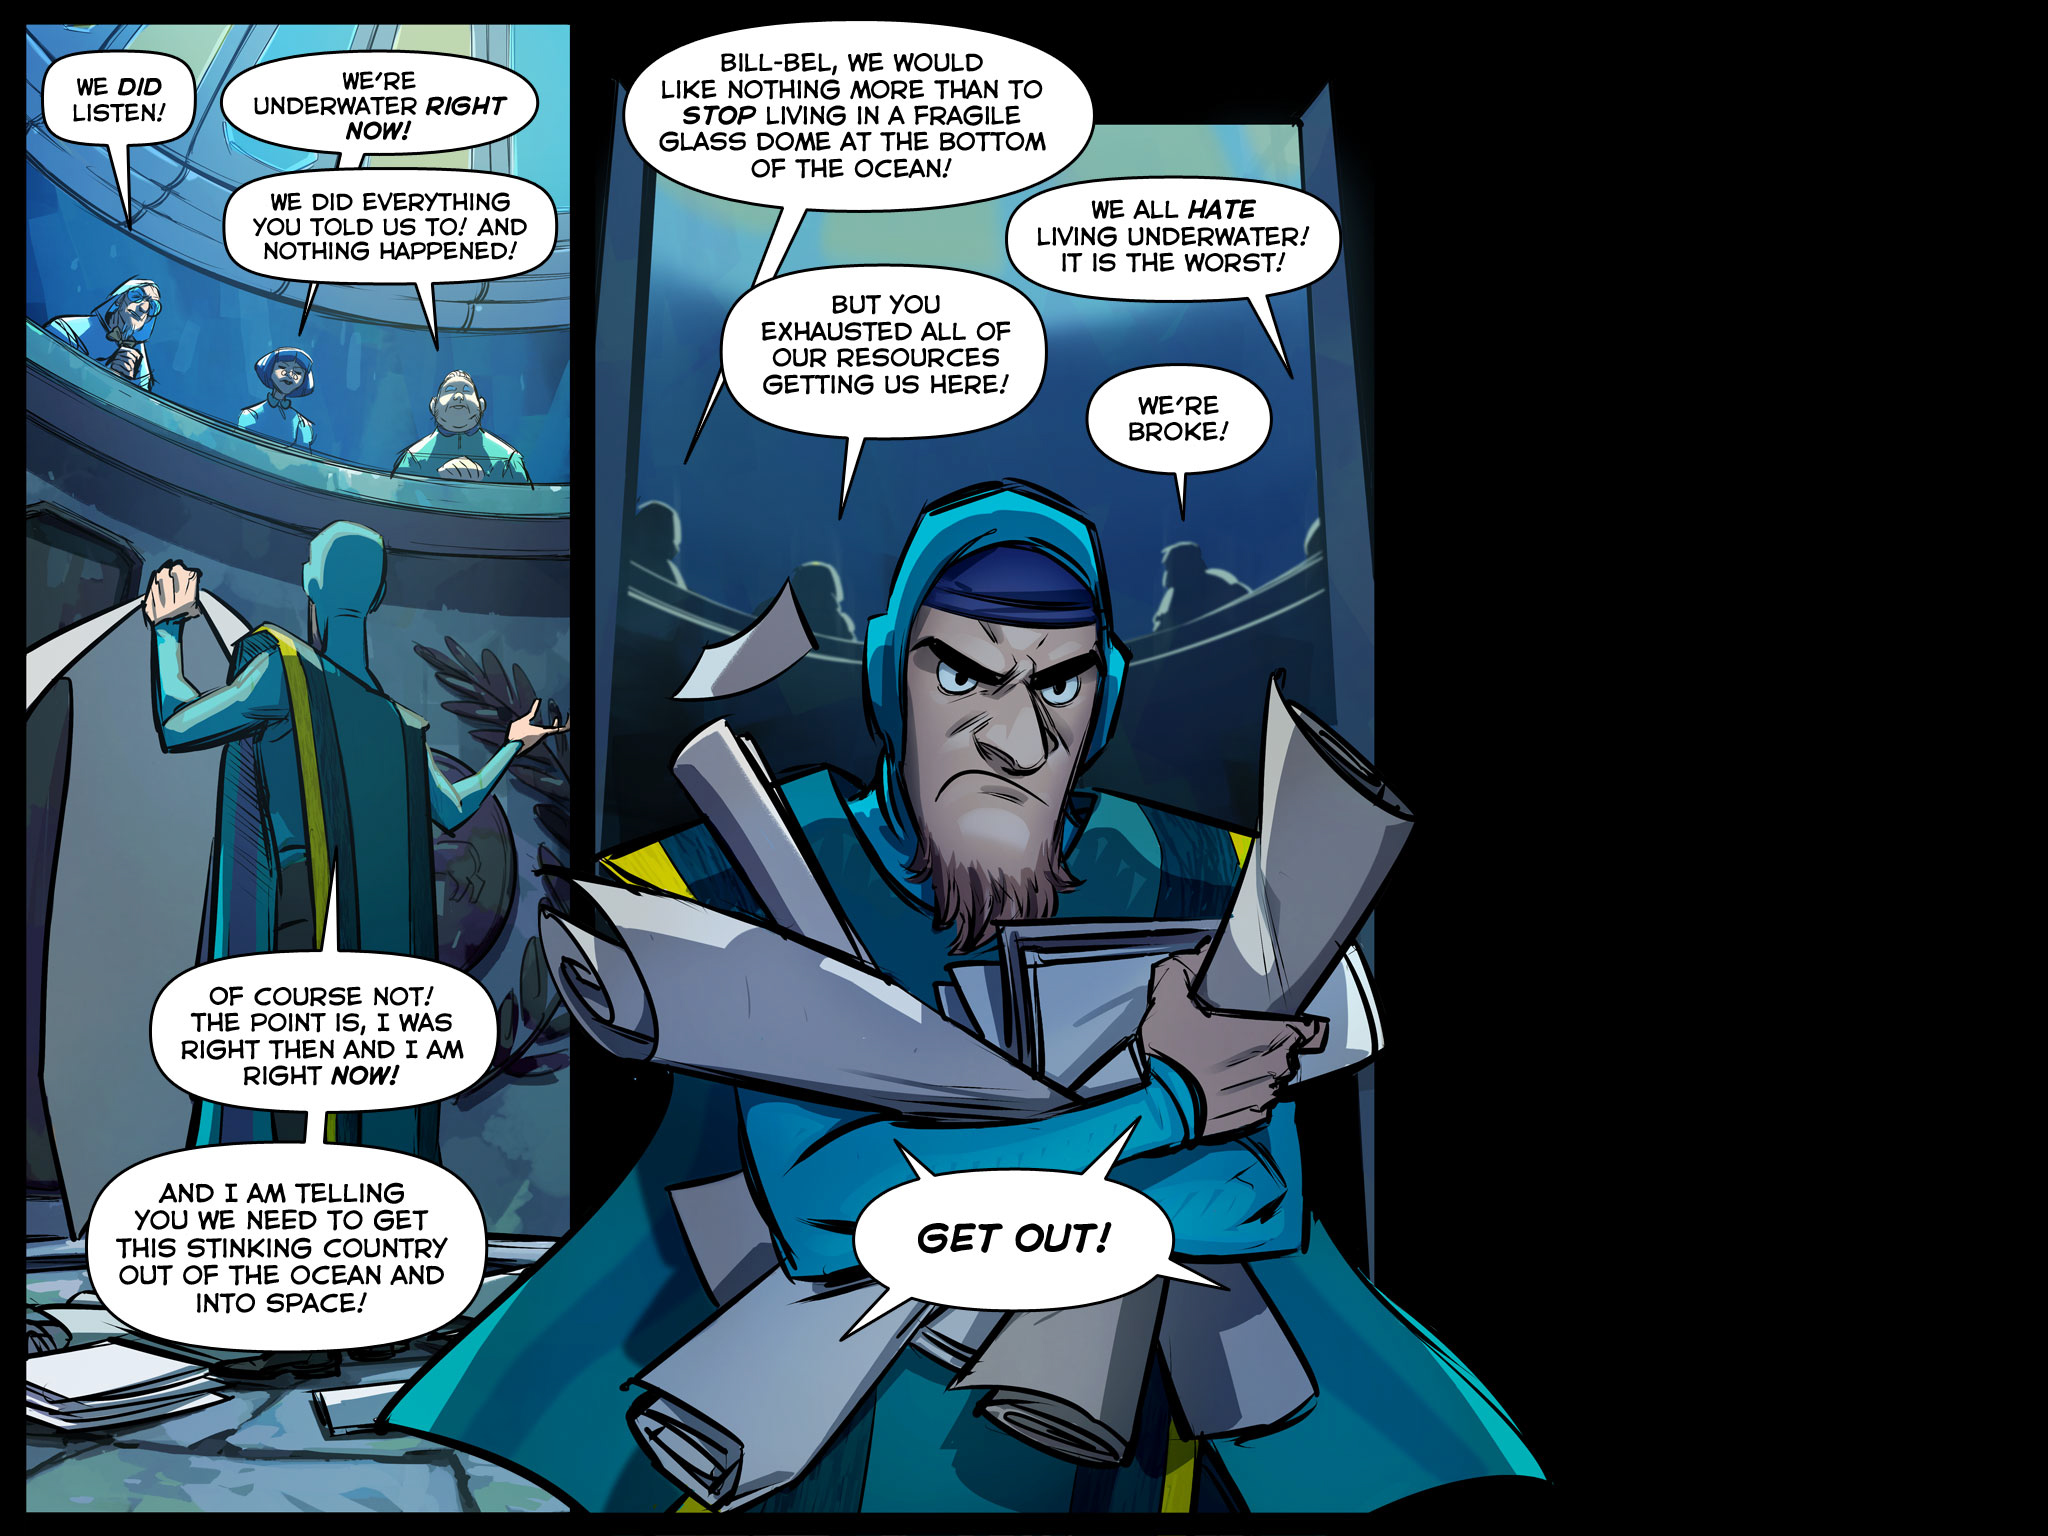 WE DID
LISTEN!
WE'RE
UNDERWATER RIGHT
NOW!
WE DID EVERYTHING
YOU TOLD US TO! AND
NOTHING HAPPENED!
OF COURSE NOT!
THE POINT IS, I WAS
RIGHT THEN AND I AM
RIGHT NOW!
AND I AM TELLING
YOU WE NEED TO GET
THIS STINKING COUNTRY
OUT OF THE OCEAN AND
INTO SPACE!
BILL-BEL, WE WOULD
LIKE NOTHING MORE THAN TO
STOP LIVING IN A FRAGILE
GLASS DOME AT THE BOTTOM
OF THE OCEAN!
WE ALL HATE
LIVING UNDERWATER!
IT IS THE WORST!
BUT YOU
EXHAUSTED ALL OF
OUR RESOURCES
GETTING US HERE!
WE'RE
BROKE!
GET OUT!